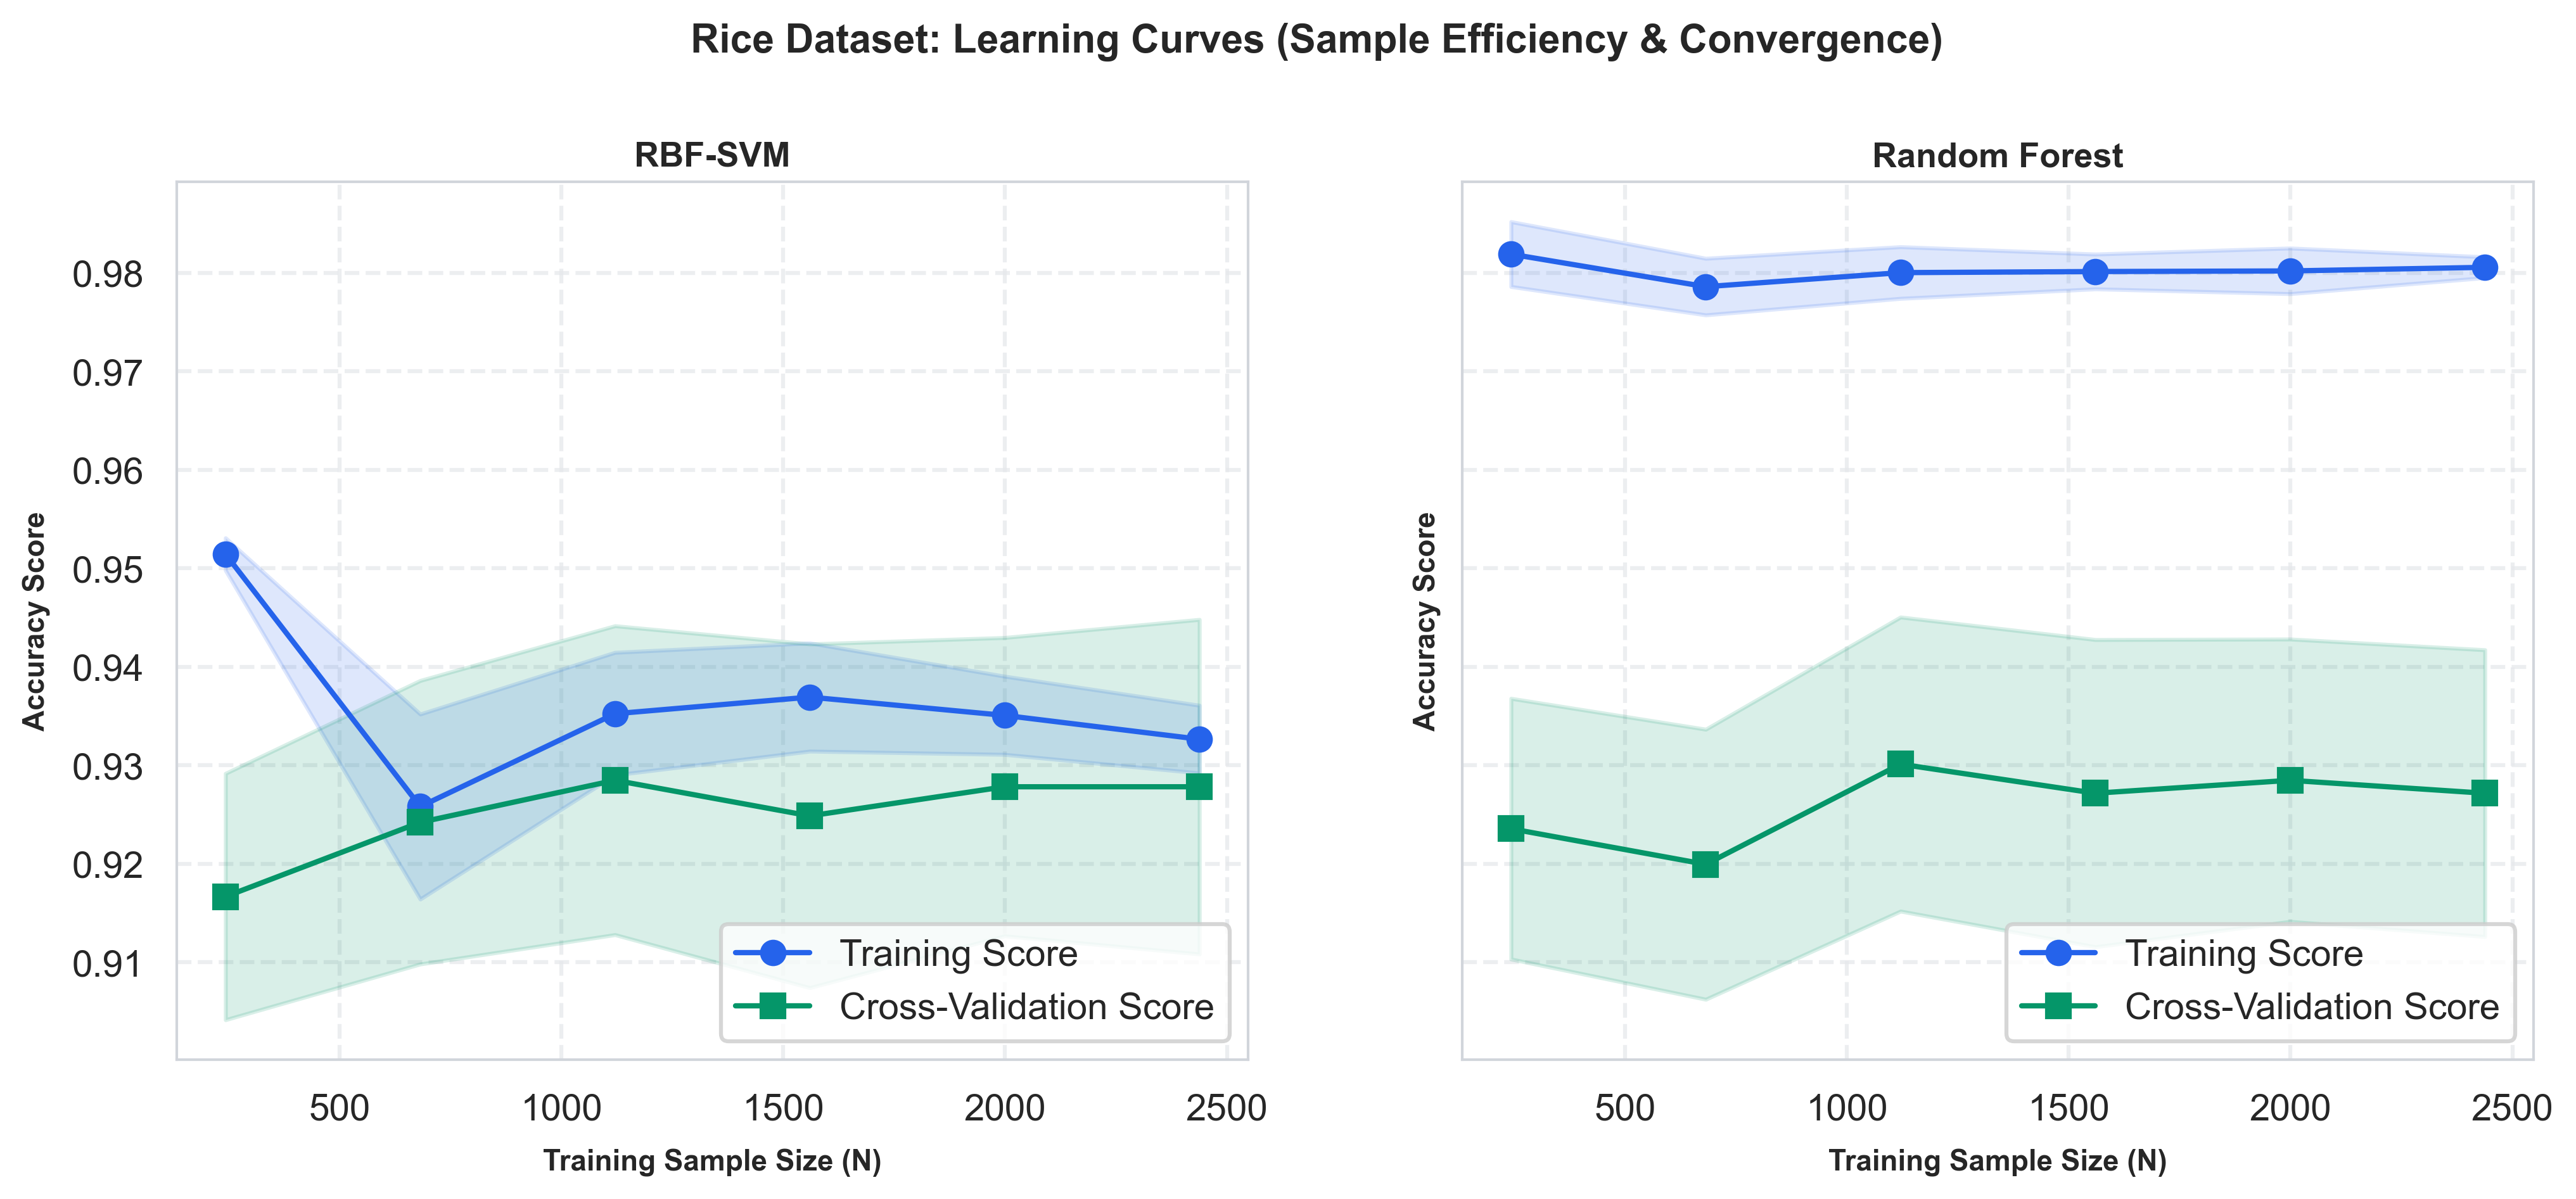 Rice Dataset: Learning Curves (Sample Efficiency & Convergence)
RBF-SVM
Accuracy Score
0.98
0.97
0.96
0.95
0.94
0.93
0.92
0.91
500 1000 1500 2000 2500
Training Sample Size (N)
Training Score
Cross-Validation Score
Random Forest
Accuracy Score
500 1000 1500 2000 2500
Training Sample Size (N)
Training Score
Cross-Validation Score